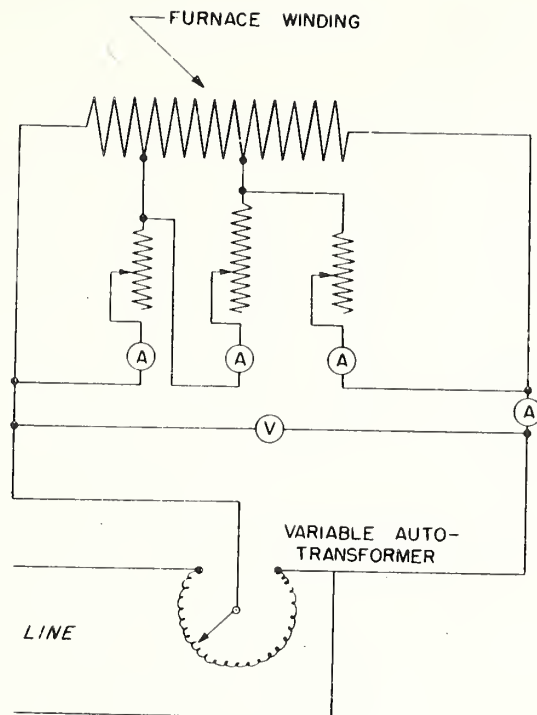 FURNACE WINDING
A
A
A
A
V
VARIABLE AUTO-
TRANSFORMER
LINE